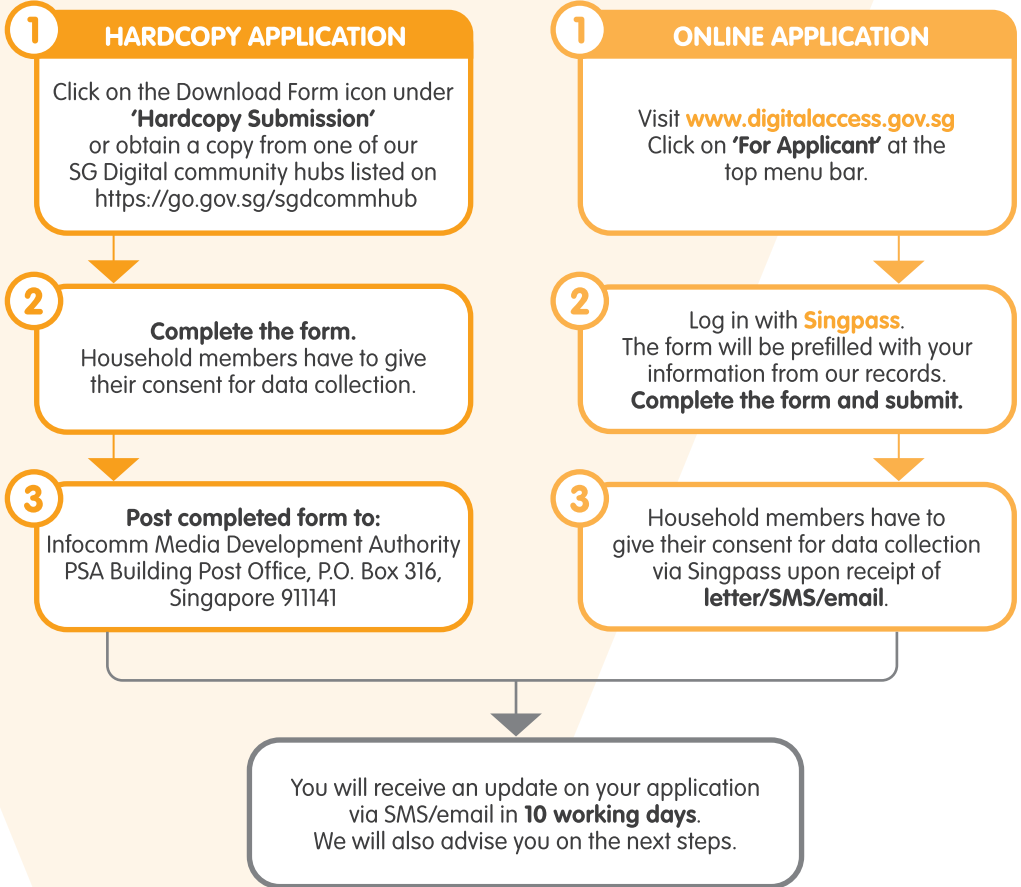 1
HARDCOPY APPLICATION
Click on the Download Form icon under
‘Hardcopy Submission’
or obtain a copy from one of our
SG Digital community hubs listed on
https://go.gov.sg/sgdcommhub
2
Complete the form.
Household members have to give
their consent for data collection.
3
Post completed form to:
Infocomm Media Development Authority
PSA Building Post Office, P.O. Box 316,
Singapore 911141
1
ONLINE APPLICATION
Visit www.digitalaccess.gov.sg
Click on ‘For Applicant’ at the
top menu bar.
2
Log in with Singpass.
The form will be prefilled with your
information from our records.
Complete the form and submit.
3
Household members have to
give their consent for data collection
via Singpass upon receipt of
letter/SMS/email.
You will receive an update on your application
via SMS/email in 10 working days.
We will also advise you on the next steps.